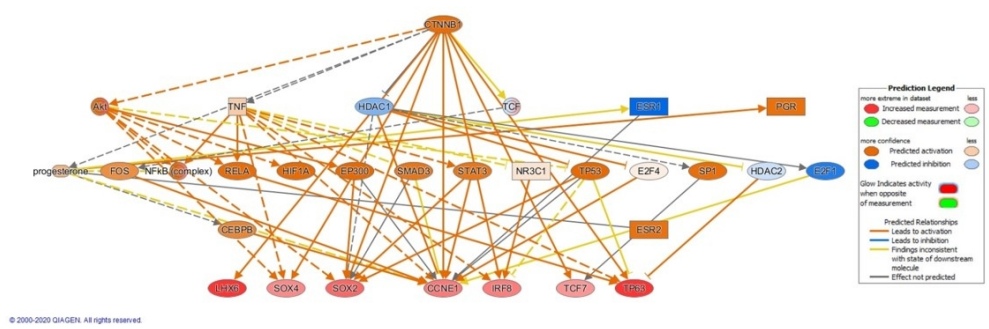 CTNNB1
Akt TNF HDAC1 TCF ESR1 PGR
progesterone FOS NFkB (complex) RELA HIF1A EP300 SMAD3 STAT3 NR3C1 TP53 E2F4 SP1 HDAC2 E2F1
CEBPB ESR2
LHX6 SOX4 SOX2 CCNE1 IRF8 TCF7 TP63
Prediction Legend
more extreme in dataset less
Increased measurement
Decreased measurement
more confidence less
Predicted activation
Predicted inhibition
Glow Indicates activity
when opposite
of measurement
Predicted Relationships
Leads to activation
Leads to inhibition
Findings inconsistent
with state of downstream
molecule
Effect not predicted
© 2000-2020 QIAGEN. All rights reserved.